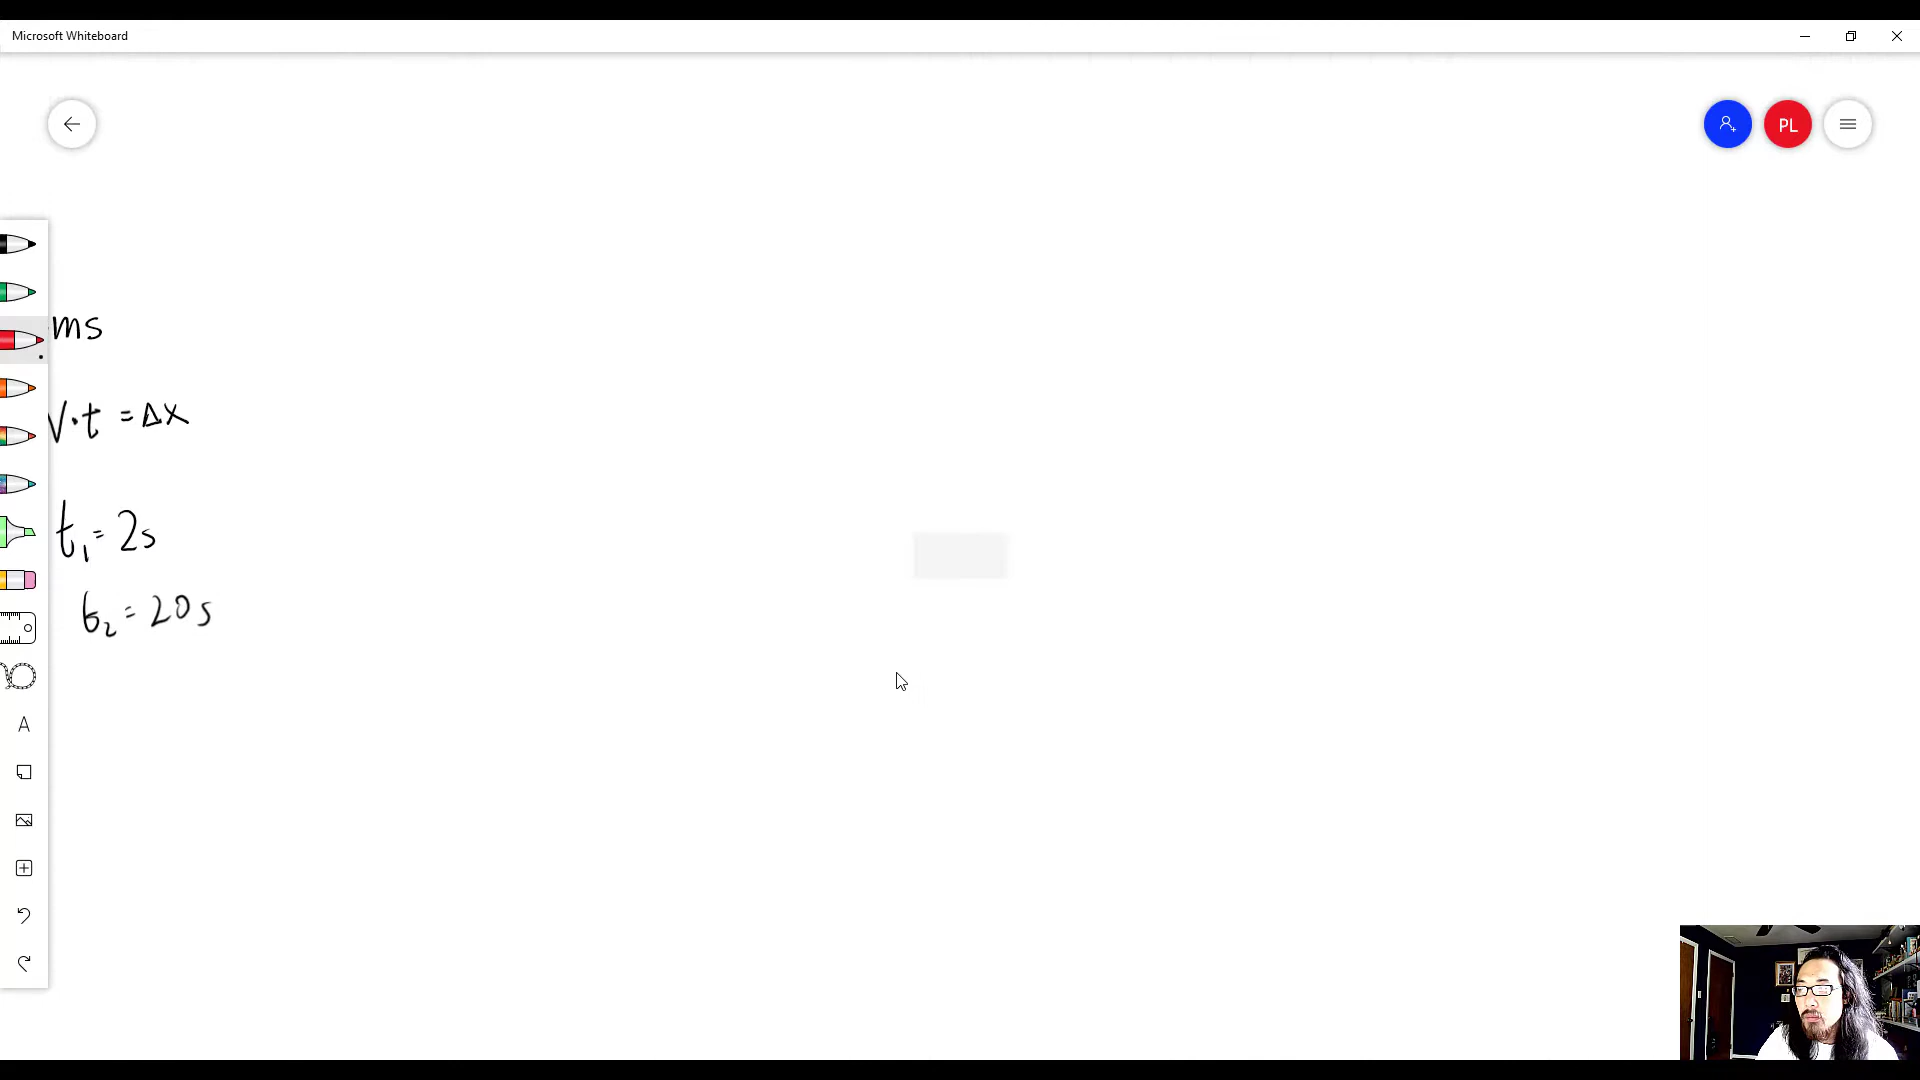 Microsoft Whiteboard
PL
ms
V·t = Δx
t₁ = 2s
t₂ = 20s
A